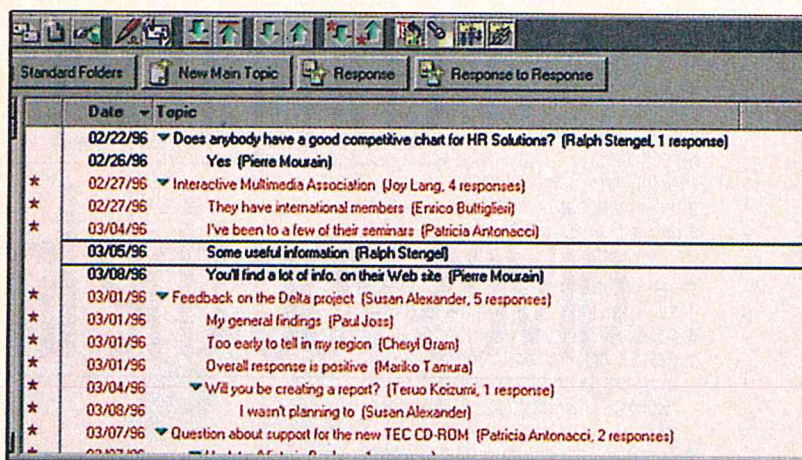 Standard Folders New Main Topic Response Response to Response
Date Topic
02/22/96 Does anybody have a good competitive chart for HR Solutions? (Ralph Stengel, 1 response)
02/26/96 Yes (Pierre Mourain)
* 02/27/96 Interactive Multimedia Association (Joy Lang, 4 responses)
* 02/27/96 They have international members (Enrico Buttiglieri)
* 03/04/96 I've been to a few of their seminars (Patricia Antonacci)
03/05/96 Some useful information (Ralph Stengel)
03/08/96 You'll find a lot of info. on their Web site (Pierre Mourain)
* 03/01/96 Feedback on the Delta project (Susan Alexander, 5 responses)
* 03/01/96 My general findings (Paul Joss)
* 03/01/96 Too early to tell in my region (Cheryl Oram)
* 03/01/96 Overall response is positive (Mariko Tamura)
* 03/04/96 Will you be creating a report? (Teruo Koizumi, 1 response)
* 03/08/96 I wasn't planning to (Susan Alexander)
* 03/07/96 Question about support for the new TEC CD-ROM (Patricia Antonacci, 2 responses)